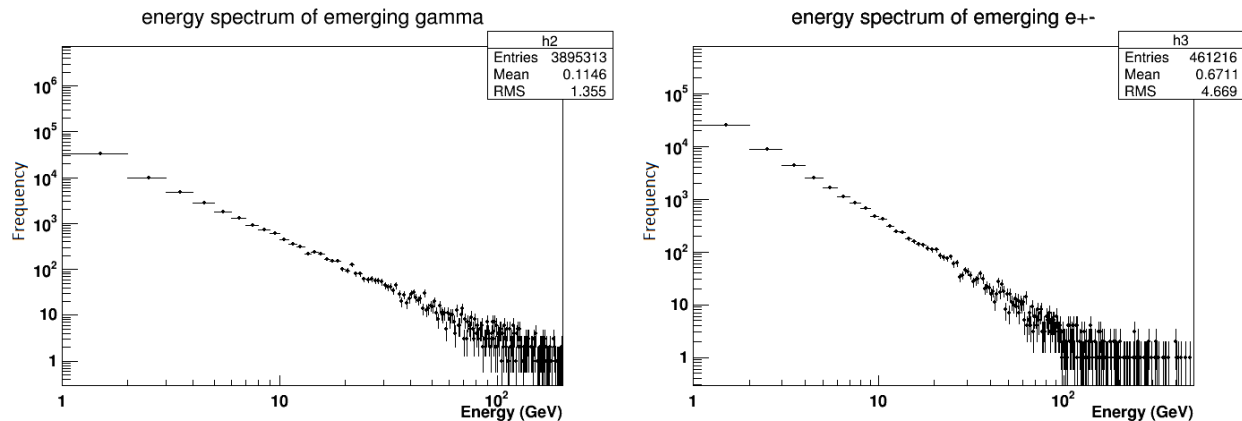 energy spectrum of emerging gamma
h2
Entries 3895313
Mean 0.1146
RMS 1.355
Frequency
10^6
10^5
10^4
10^3
10^2
10
1
1 10 10^2
Energy (GeV)
energy spectrum of emerging e+-
h3
Entries 461216
Mean 0.6711
RMS 4.669
Frequency
10^5
10^4
10^3
10^2
10
1
1 10 10^2
Energy (GeV)